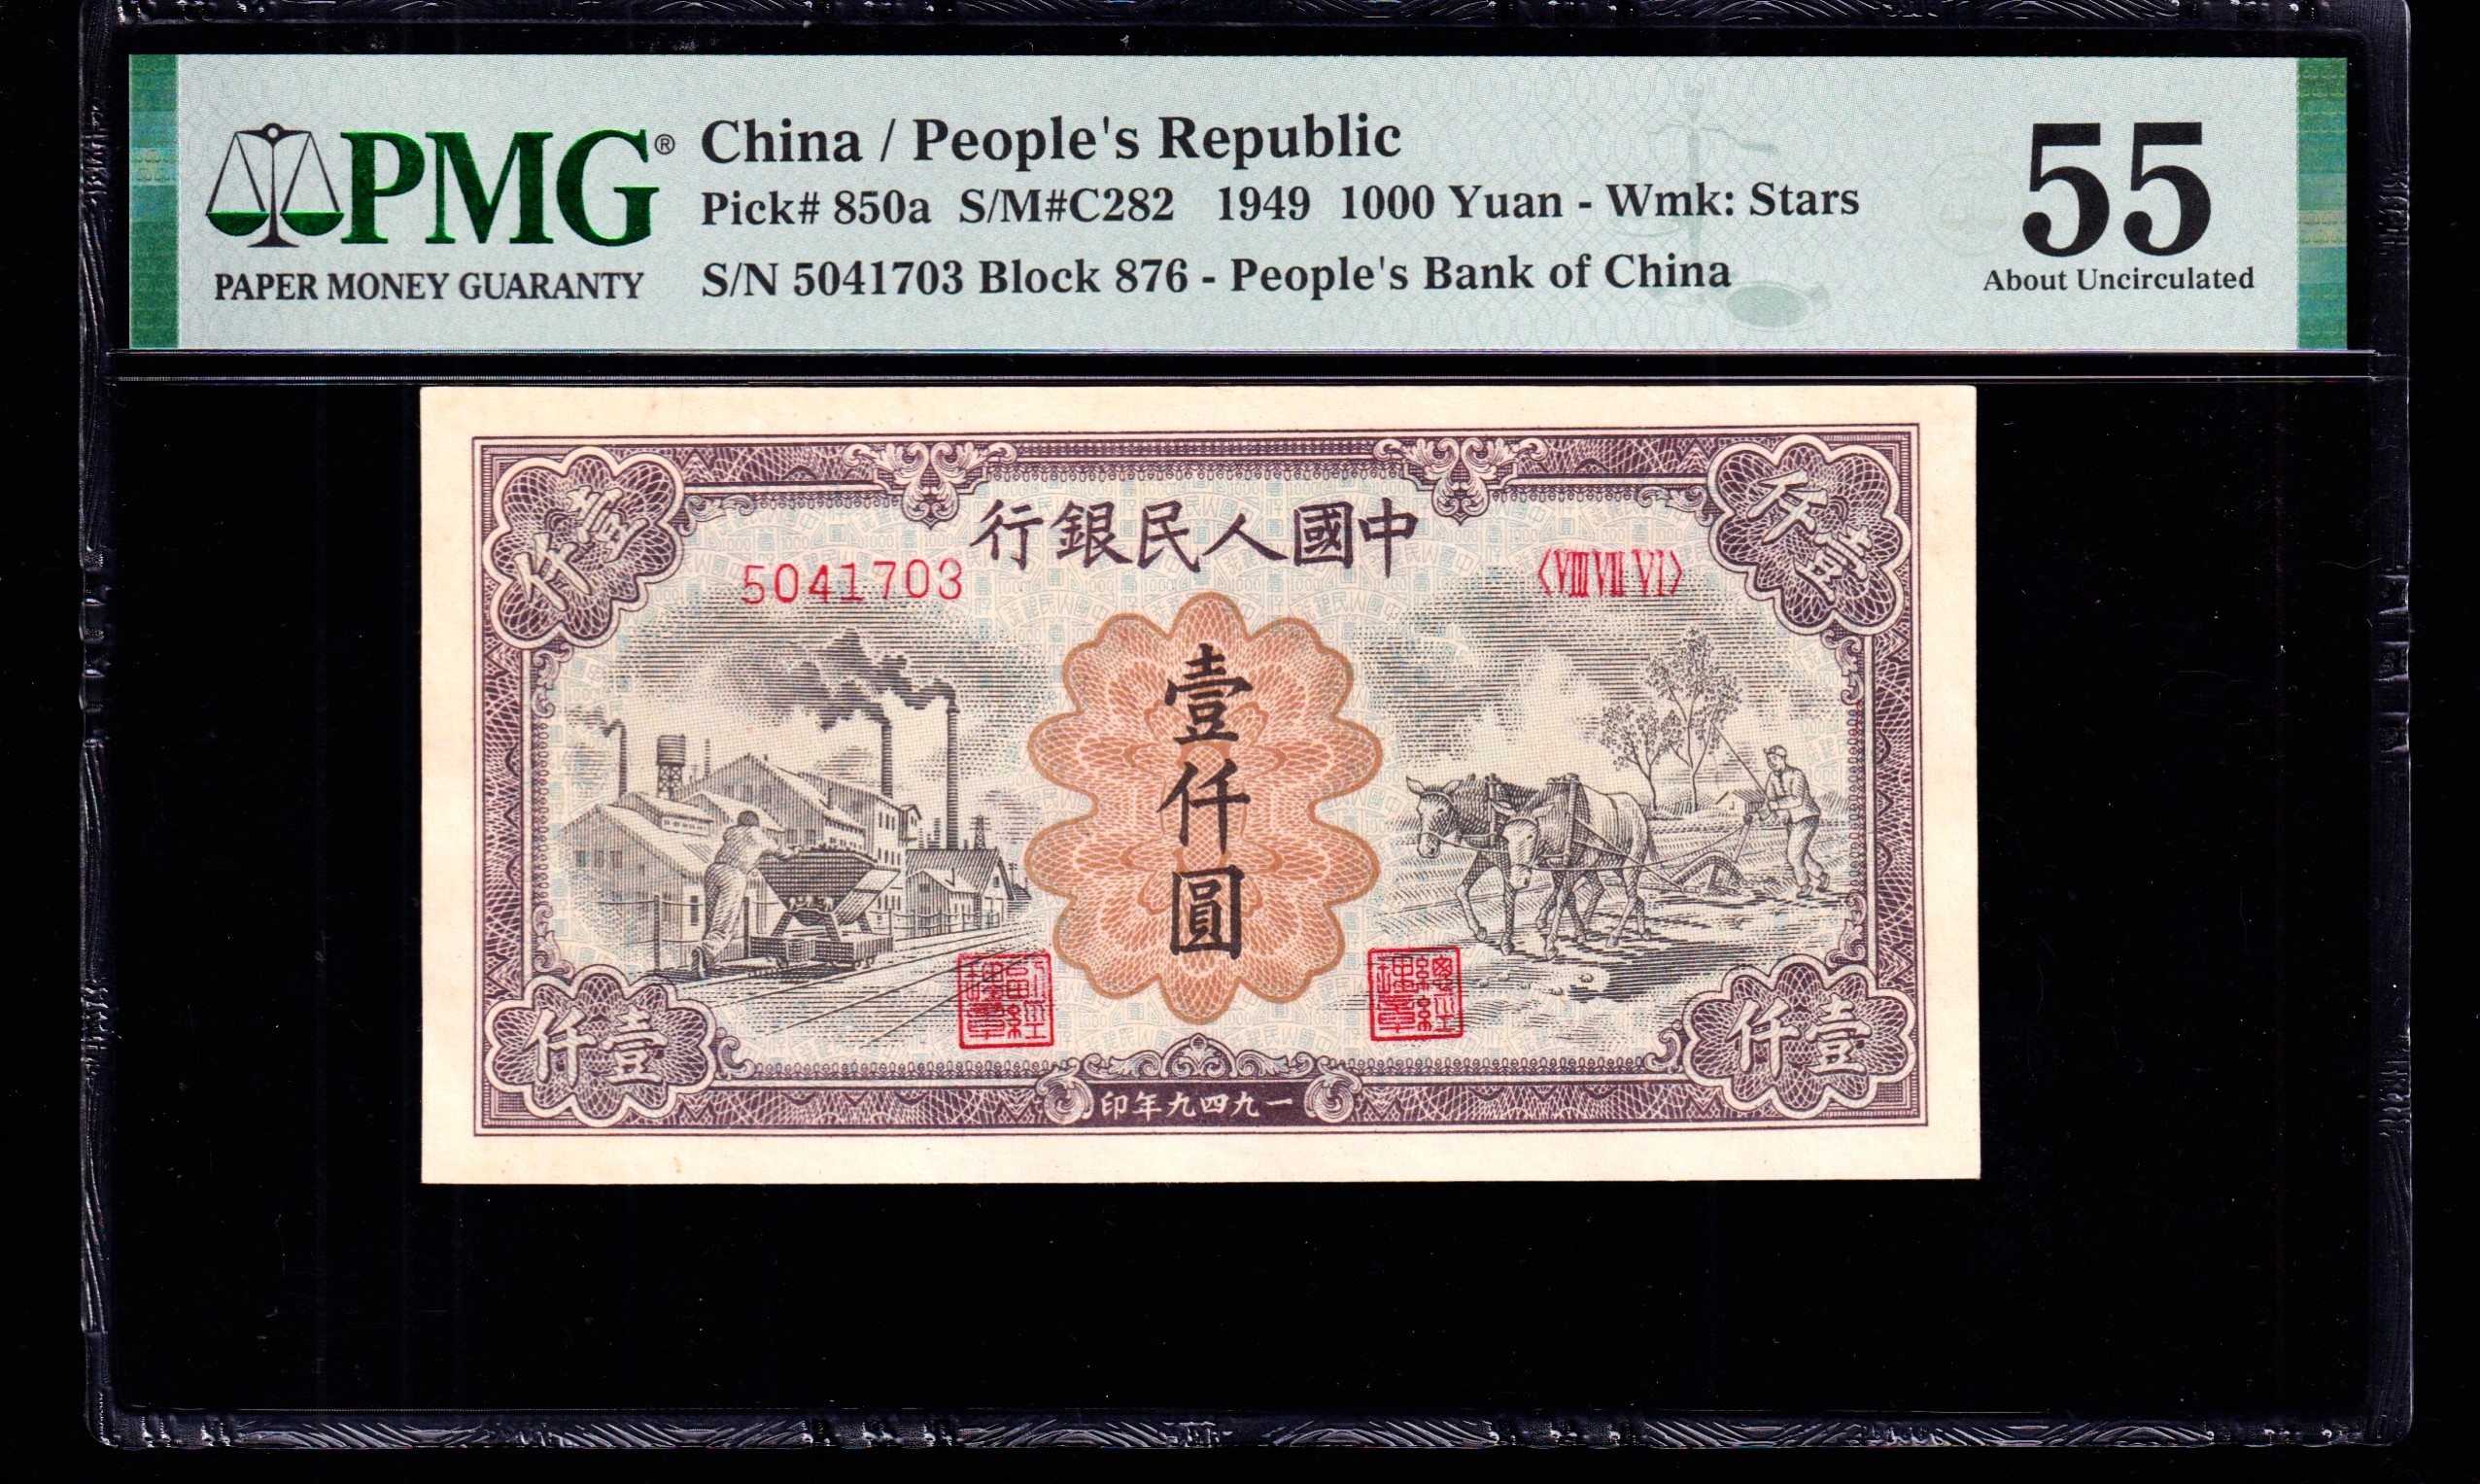 PMG®
PAPER MONEY GUARANTY
China / People's Republic
Pick# 850a S/M#C282 1949 1000 Yuan - Wmk: Stars
S/N 5041703 Block 876 - People's Bank of China
55
About Uncirculated
行銀民人國中
5041703
〈VIII VII VI〉
壹仟
仟壹
壹仟圓
仟壹
仟壹
印年九四九一